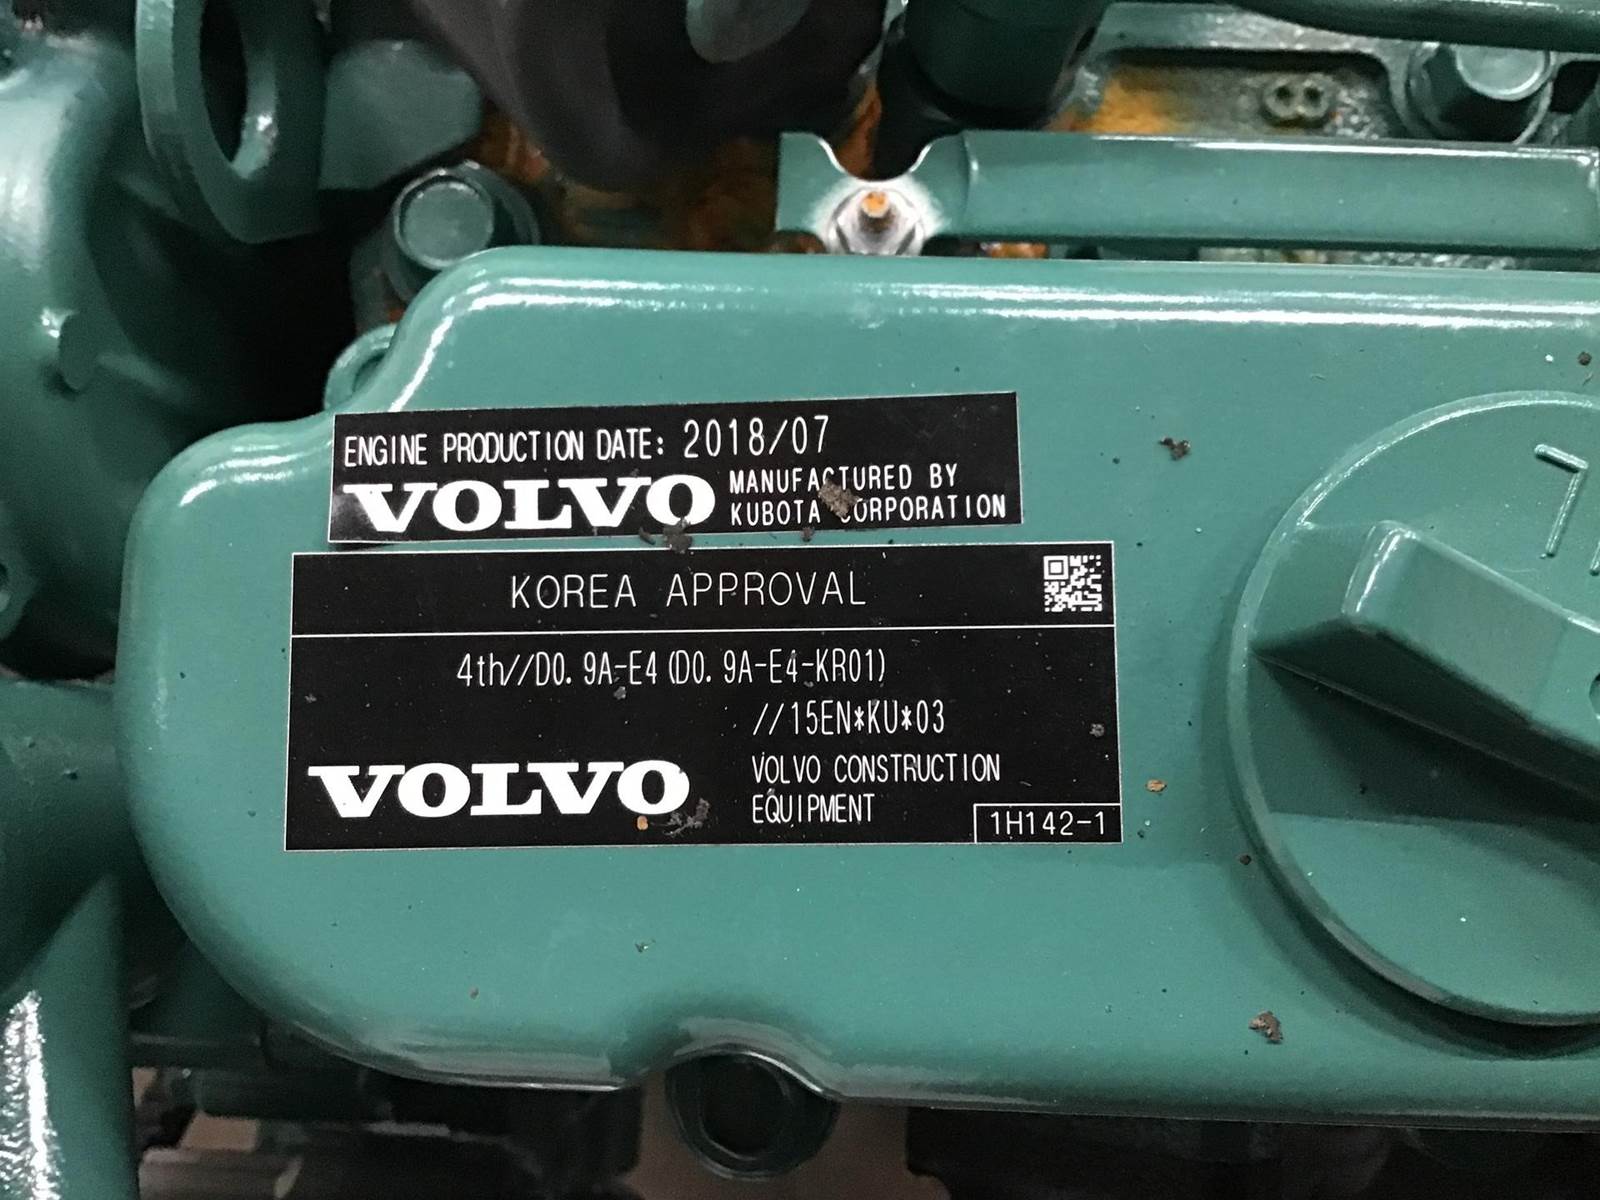 8
ENGINE PRODUCTION DATE: 2018/07
VOLVO MANUFACTURED BY
KUBOTA CORPORATION
KOREA APPROVAL
4th//D0.9A-E4(D0.9A-E4-KR01)
//15EN*KU*03
VOLVO VOLVO CONSTRUCTION
EQUIPMENT
1H142-1